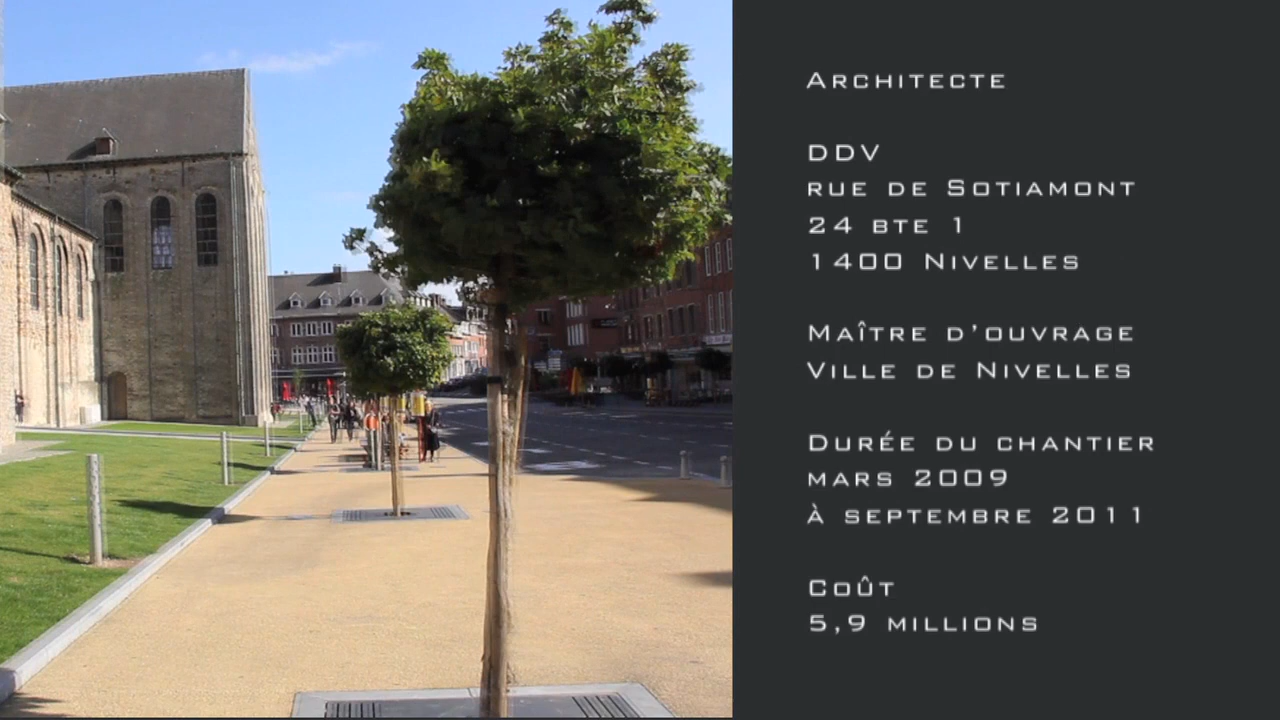 Architecte
DDV
rue de Sotiamont
24 bte 1
1400 Nivelles
Maître d'ouvrage
Ville de Nivelles
Durée du chantier
mars 2009
à septembre 2011
Coût
5,9 millions